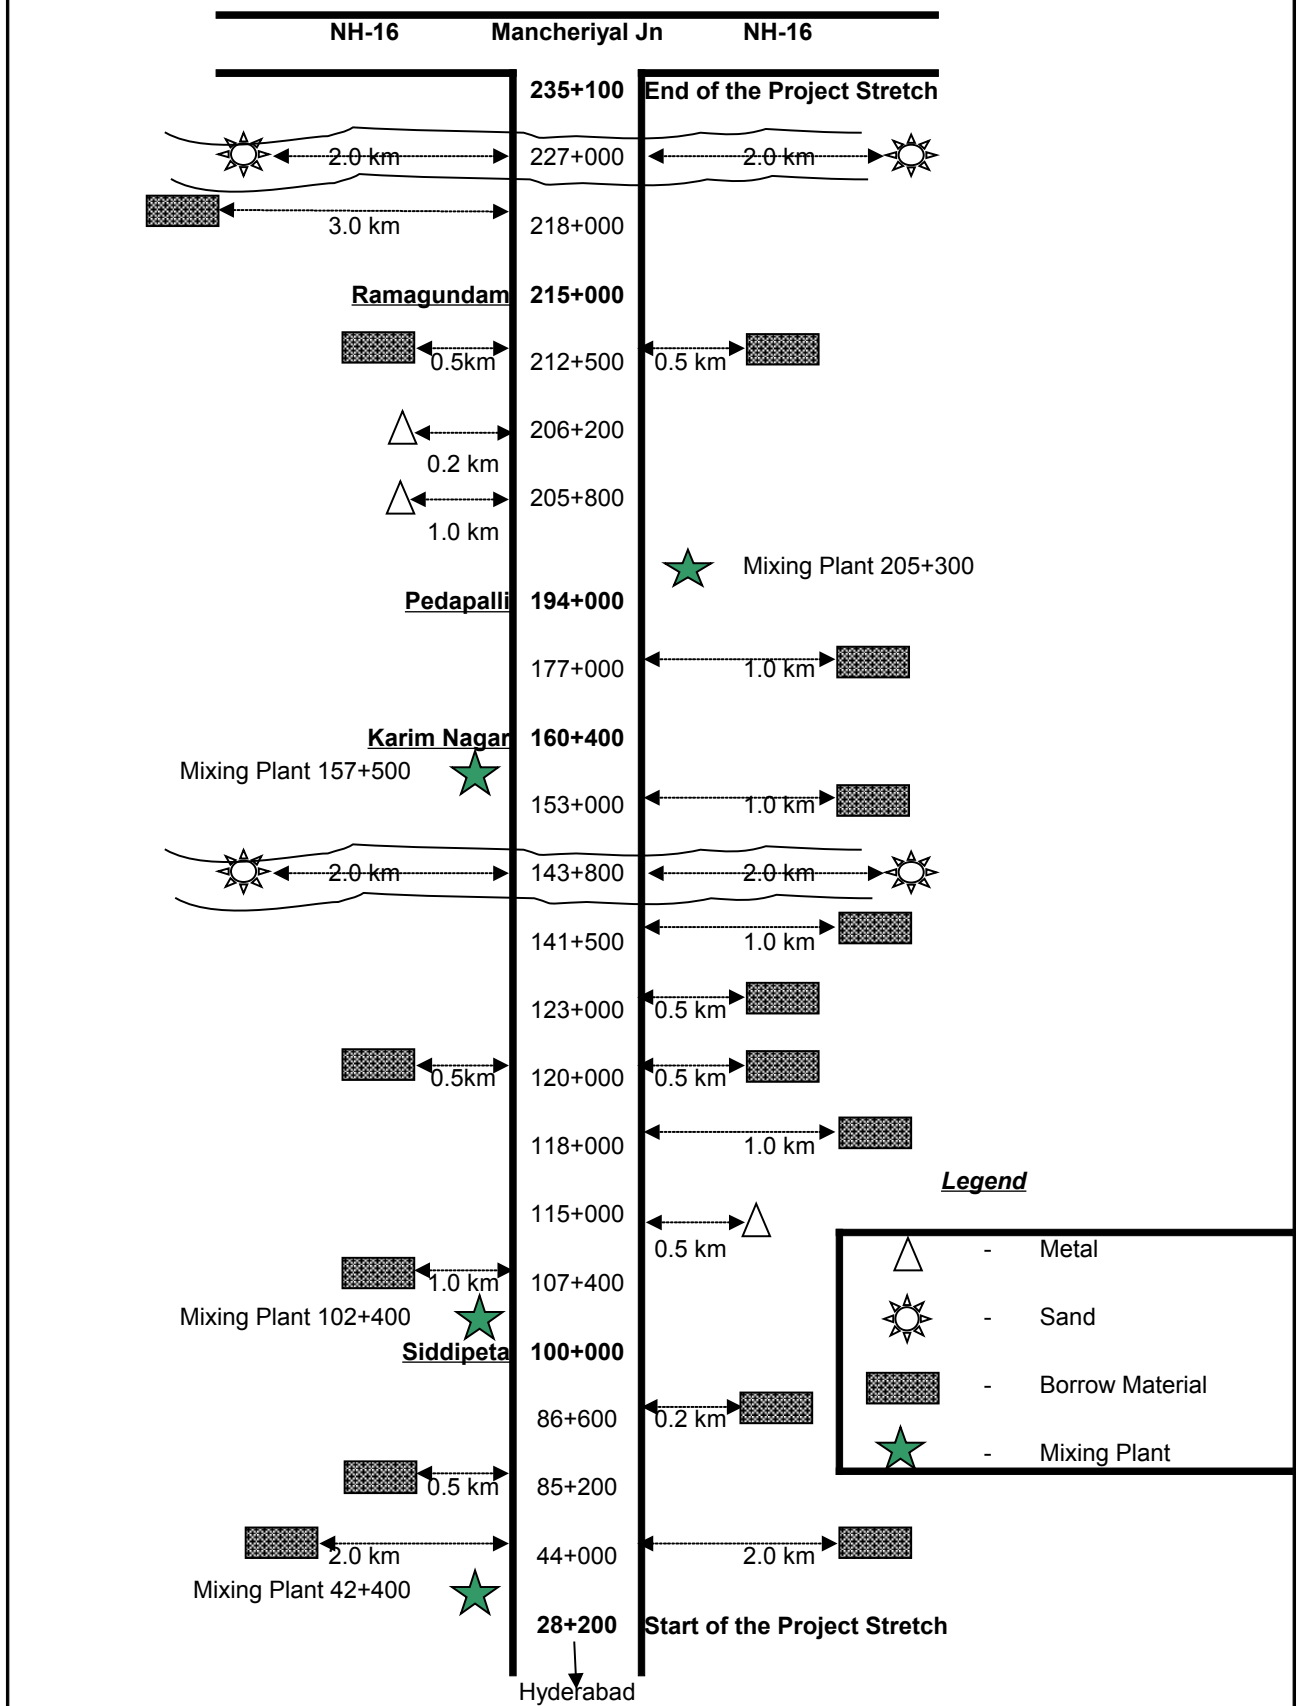 NH-16 Mancheriyal Jn NH-16
235+100 End of the Project Stretch
2.0 km 227+000 2.0 km
3.0 km 218+000
Ramagundam 215+000
0.5km 212+500 0.5 km
206+200
0.2 km
205+800
1.0 km
Mixing Plant 205+300
Pedapalli 194+000
177+000 1.0 km
Karim Nagar 160+400
Mixing Plant 157+500
153+000 1.0 km
2.0 km 143+800 2.0 km
141+500 1.0 km
123+000 0.5 km
0.5km 120+000 0.5 km
118+000 1.0 km
Legend
115+000
0.5 km
Metal
1.0 km 107+400
Mixing Plant 102+400
- Sand
Siddipeta 100+000
- Borrow Material
86+600 0.2 km
- Mixing Plant
0.5 km 85+200
2.0 km 44+000 2.0 km
Mixing Plant 42+400
28+200 Start of the Project Stretch
Hyderabad